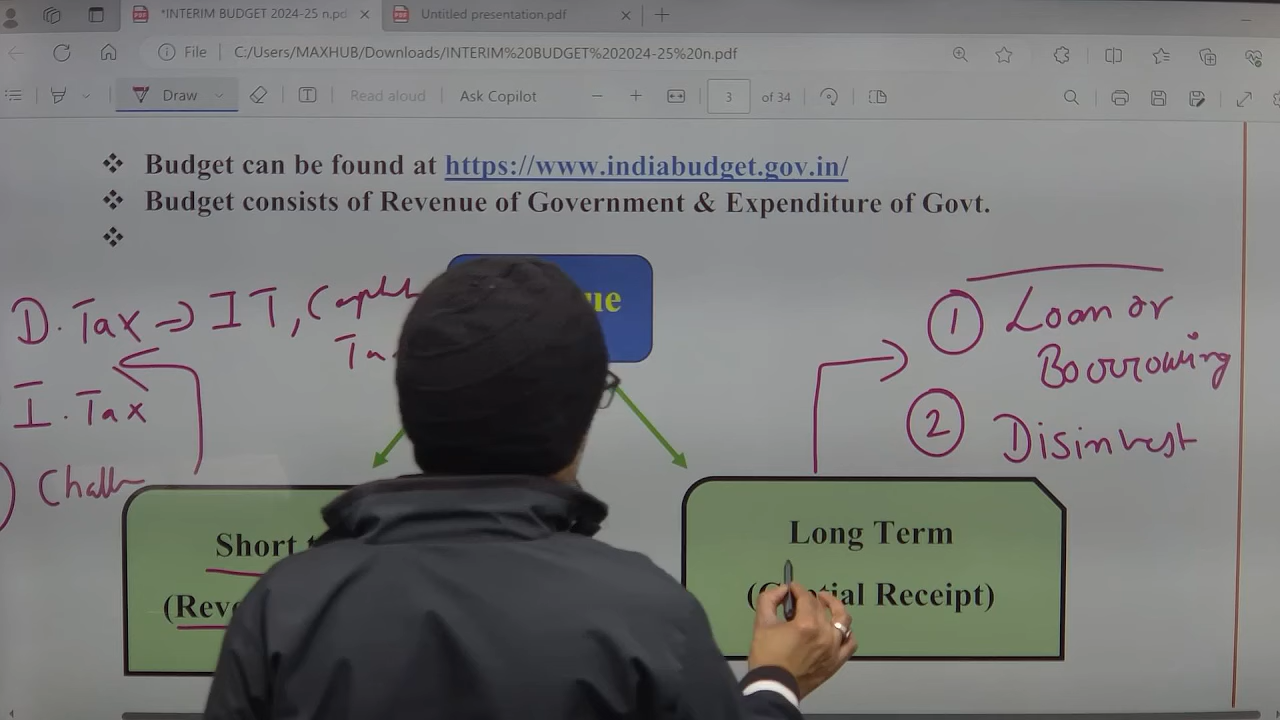 *INTERIM BUDGET 2024-25 n.pd
Untitled presentation.pdf
File C:/Users/MAXHUB/Downloads/INTERIM%20BUDGET%202024-25%20n.pdf
Draw Read aloud Ask Copilot 3 of 34
❖ Budget can be found at https://www.indiabudget.gov.in/
❖ Budget consists of Revenue of Government & Expenditure of Govt.
❖
ue
D. Tax → IT,
I. Tax
① Loan or
Borrowing
② Disinvest
Short t
(Reve
Long Term
Receipt)